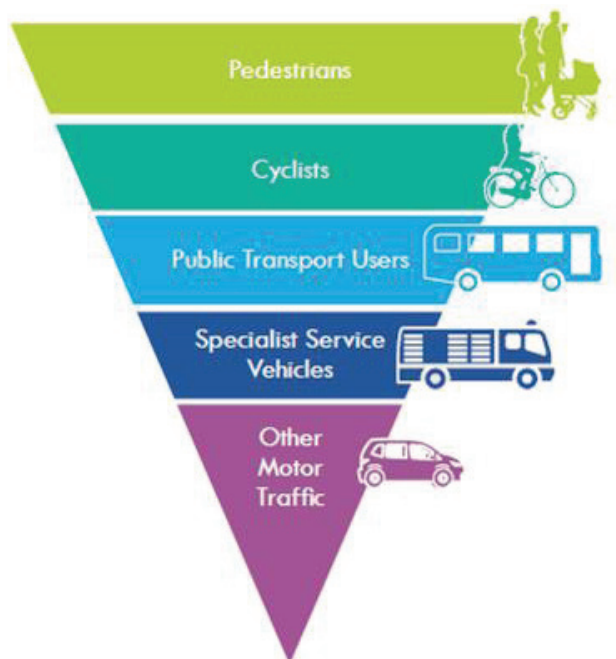 Pedestrians
Cyclists
Public Transport Users
Specialist Service
Vehicles
Other
Motor
Traffic